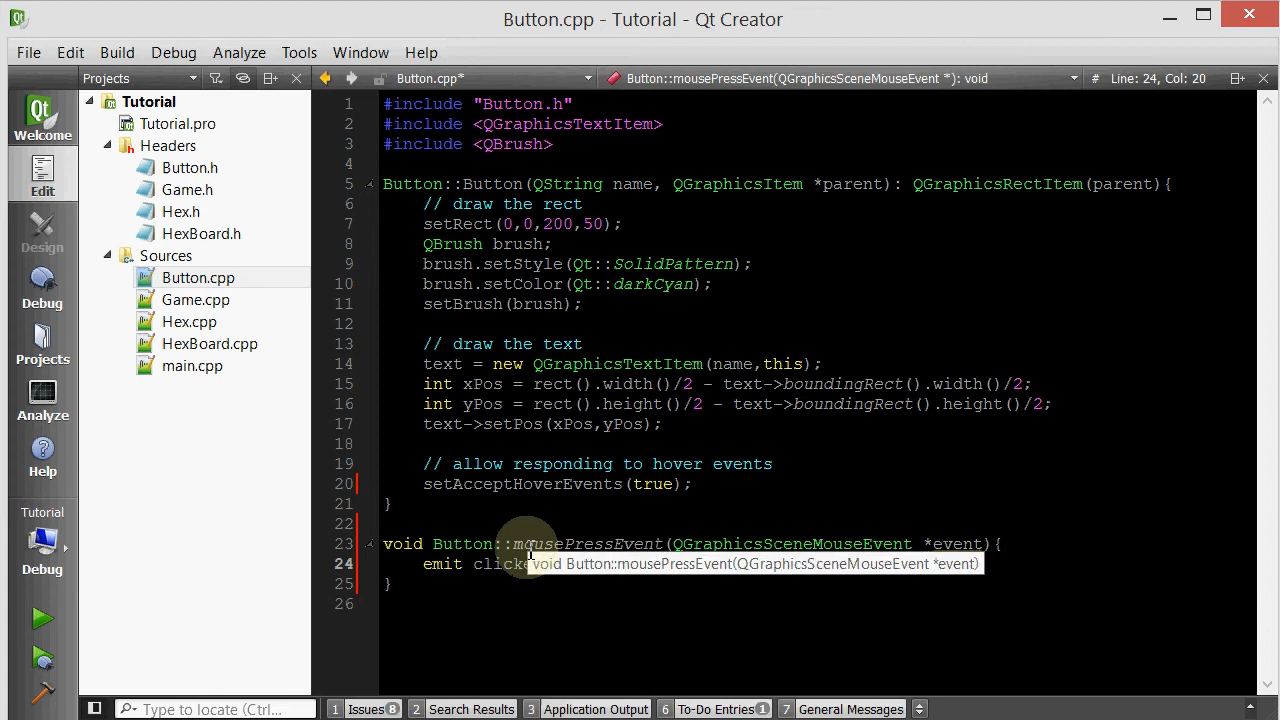 Button.cpp - Tutorial - Qt Creator
File Edit Build Debug Analyze Tools Window Help
Projects Button.cpp* Button::mousePressEvent(QGraphicsSceneMouseEvent *): void # Line: 24, Col: 20
Qt
Welcome
Edit
Design
Debug
Projects
Analyze
Help
Tutorial
Debug
Tutorial
Tutorial.pro
Headers
Button.h
Game.h
Hex.h
HexBoard.h
Sources
Button.cpp
Game.cpp
Hex.cpp
HexBoard.cpp
main.cpp
1 #include "Button.h"
2 #include <QGraphicsTextItem>
3 #include <QBrush>
4
5 Button::Button(QString name, QGraphicsItem *parent): QGraphicsRectItem(parent){
6 // draw the rect
7 setRect(0,0,200,50);
8 QBrush brush;
9 brush.setStyle(Qt::SolidPattern);
10 brush.setColor(Qt::darkCyan);
11 setBrush(brush);
12
13 // draw the text
14 text = new QGraphicsTextItem(name,this);
15 int xPos = rect().width()/2 - text->boundingRect().width()/2;
16 int yPos = rect().height()/2 - text->boundingRect().height()/2;
17 text->setPos(xPos,yPos);
18
19 // allow responding to hover events
20 setAcceptHoverEvents(true);
21 }
22
23 void Button::mousePressEvent(QGraphicsSceneMouseEvent *event){
24 emit clicke
void Button::mousePressEvent(QGraphicsSceneMouseEvent *event)
25 }
26
Type to locate (Ctrl... 1 Issues 8 2 Search Results 3 Application Output 6 To-Do Entries 1 7 General Messages